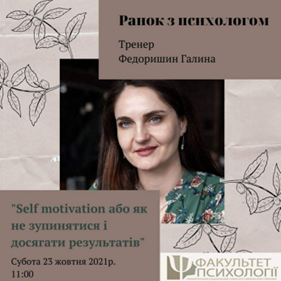 Ранок з психологом
Тренер
Федоришин Галина
"Self motivation або як
не зупинятися і
досягати результатів"
Субота 23 жовтня 2021р.
11:00
ФАКУЛЬТЕТ
ПСИХОЛОГІЇ